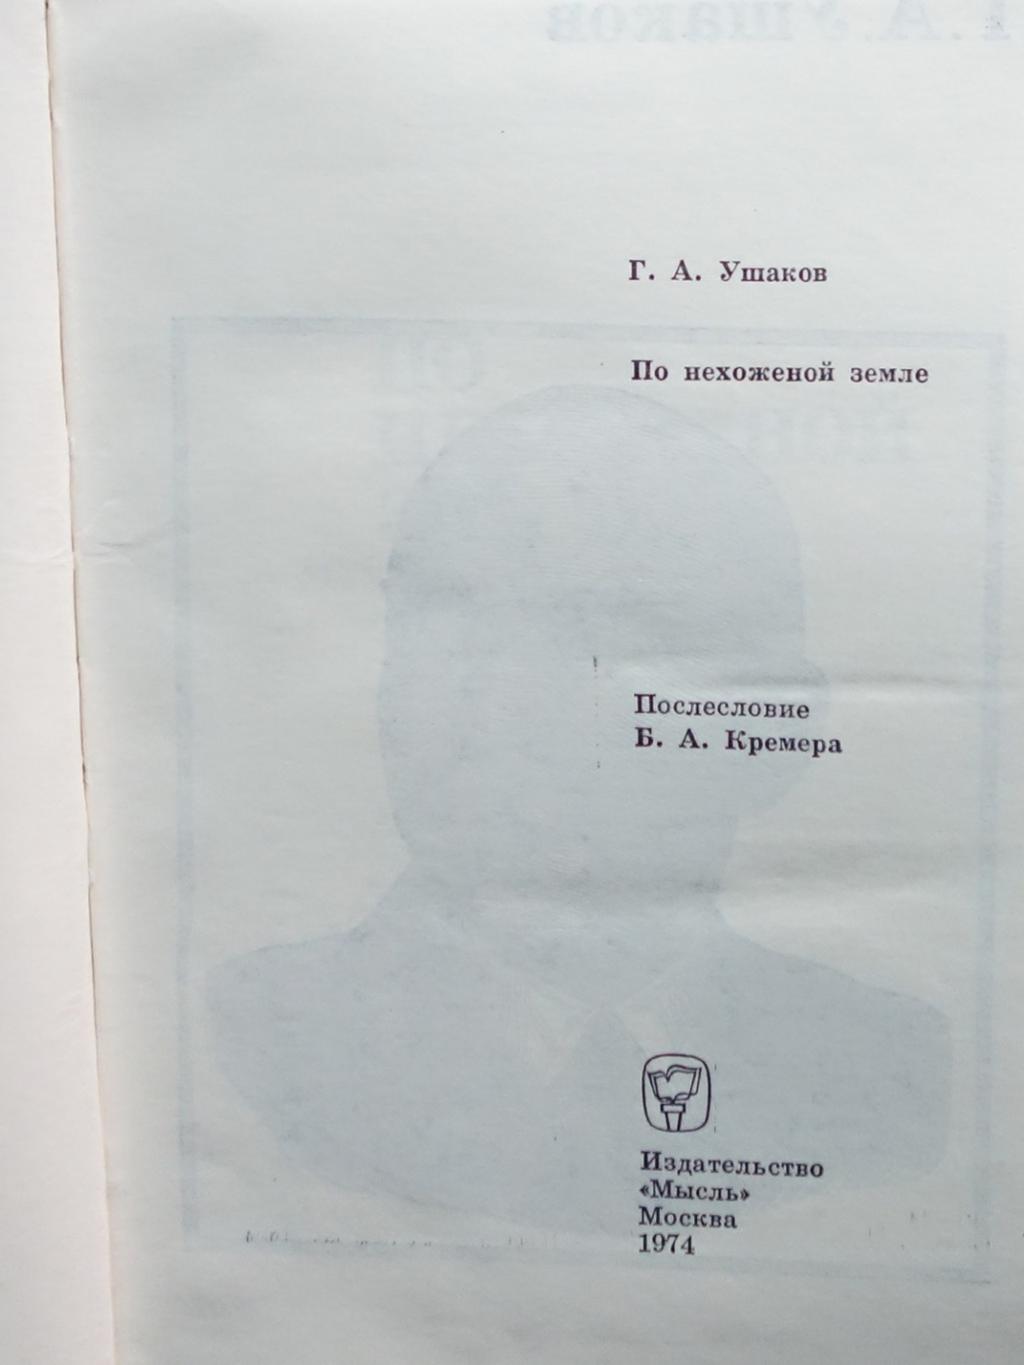 Г. А. Ушаков
По нехоженой земле
Послесловие
Б. А. Кремера
Издательство
«Мысль»
Москва
1974